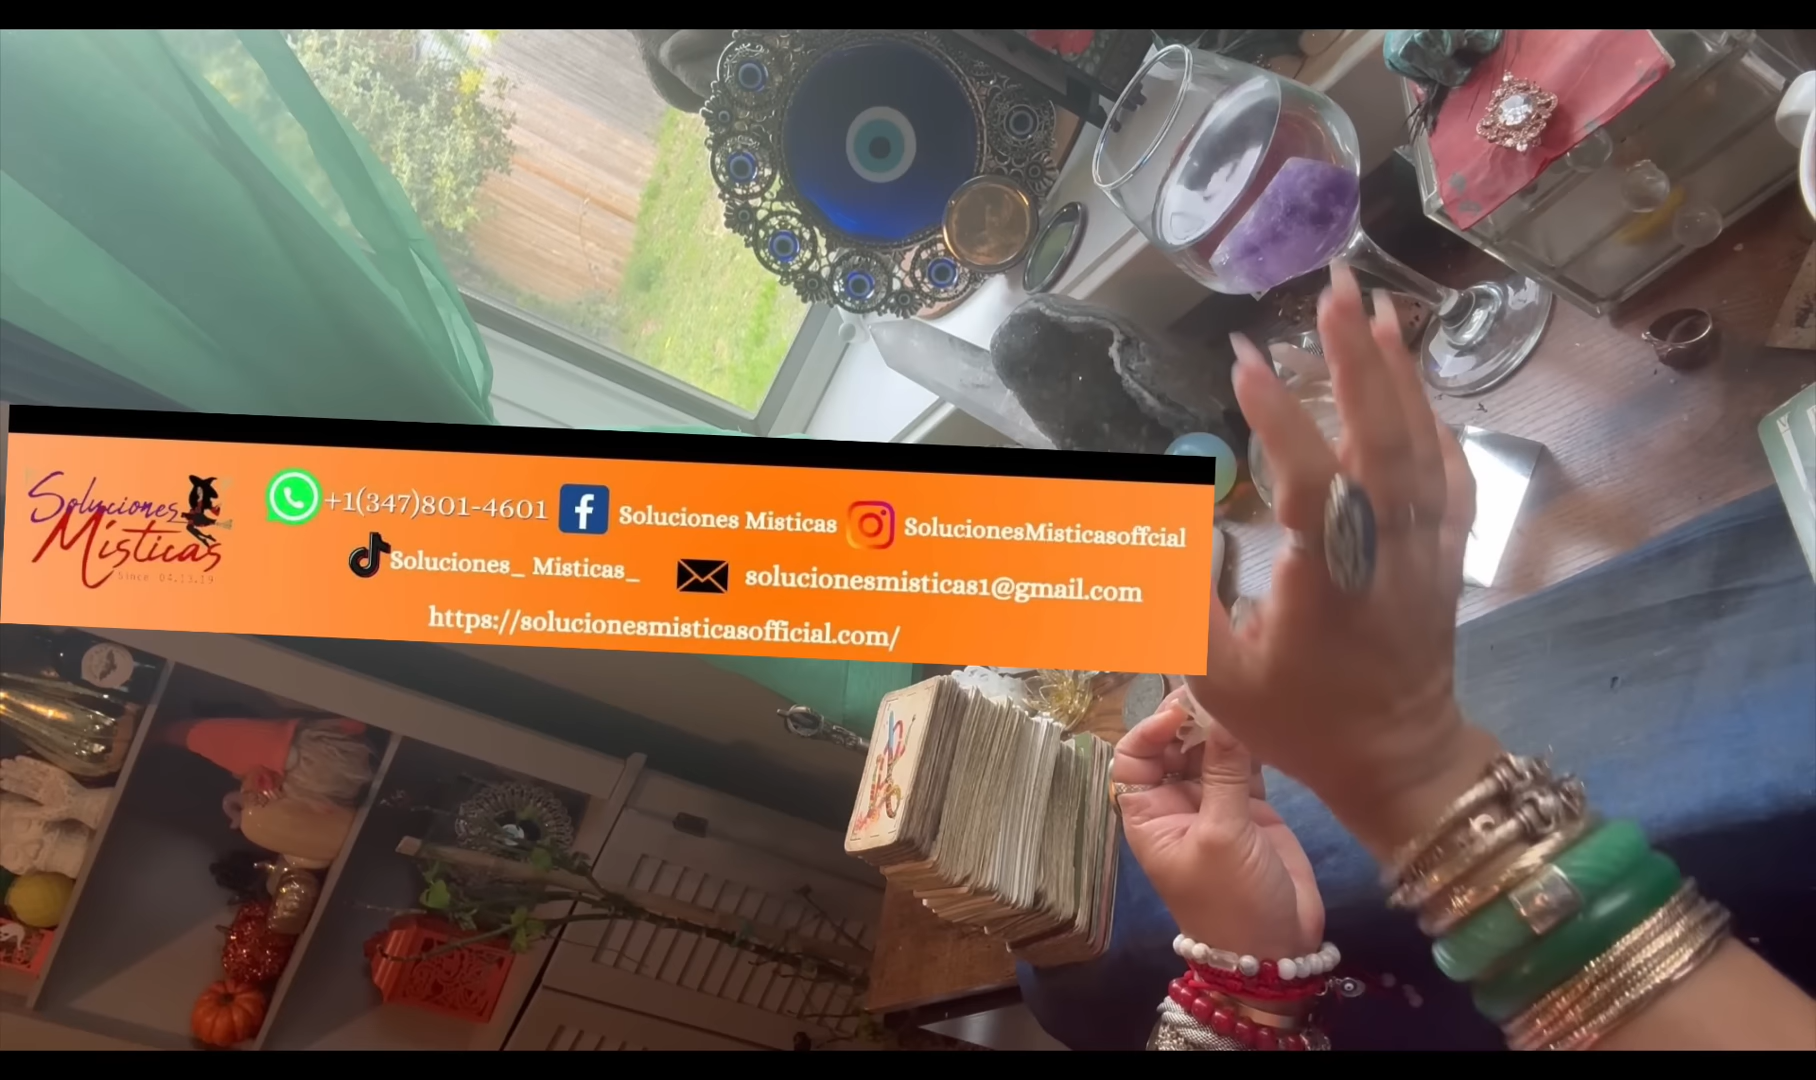 Soluciones
Misticas
Since 04.13.19
+1(347)801-4601 Soluciones Misticas SolucionesMisticasoffcial
Soluciones_ Misticas_ solucionesmisticas1@gmail.com
https://solucionesmisticasofficial.com/